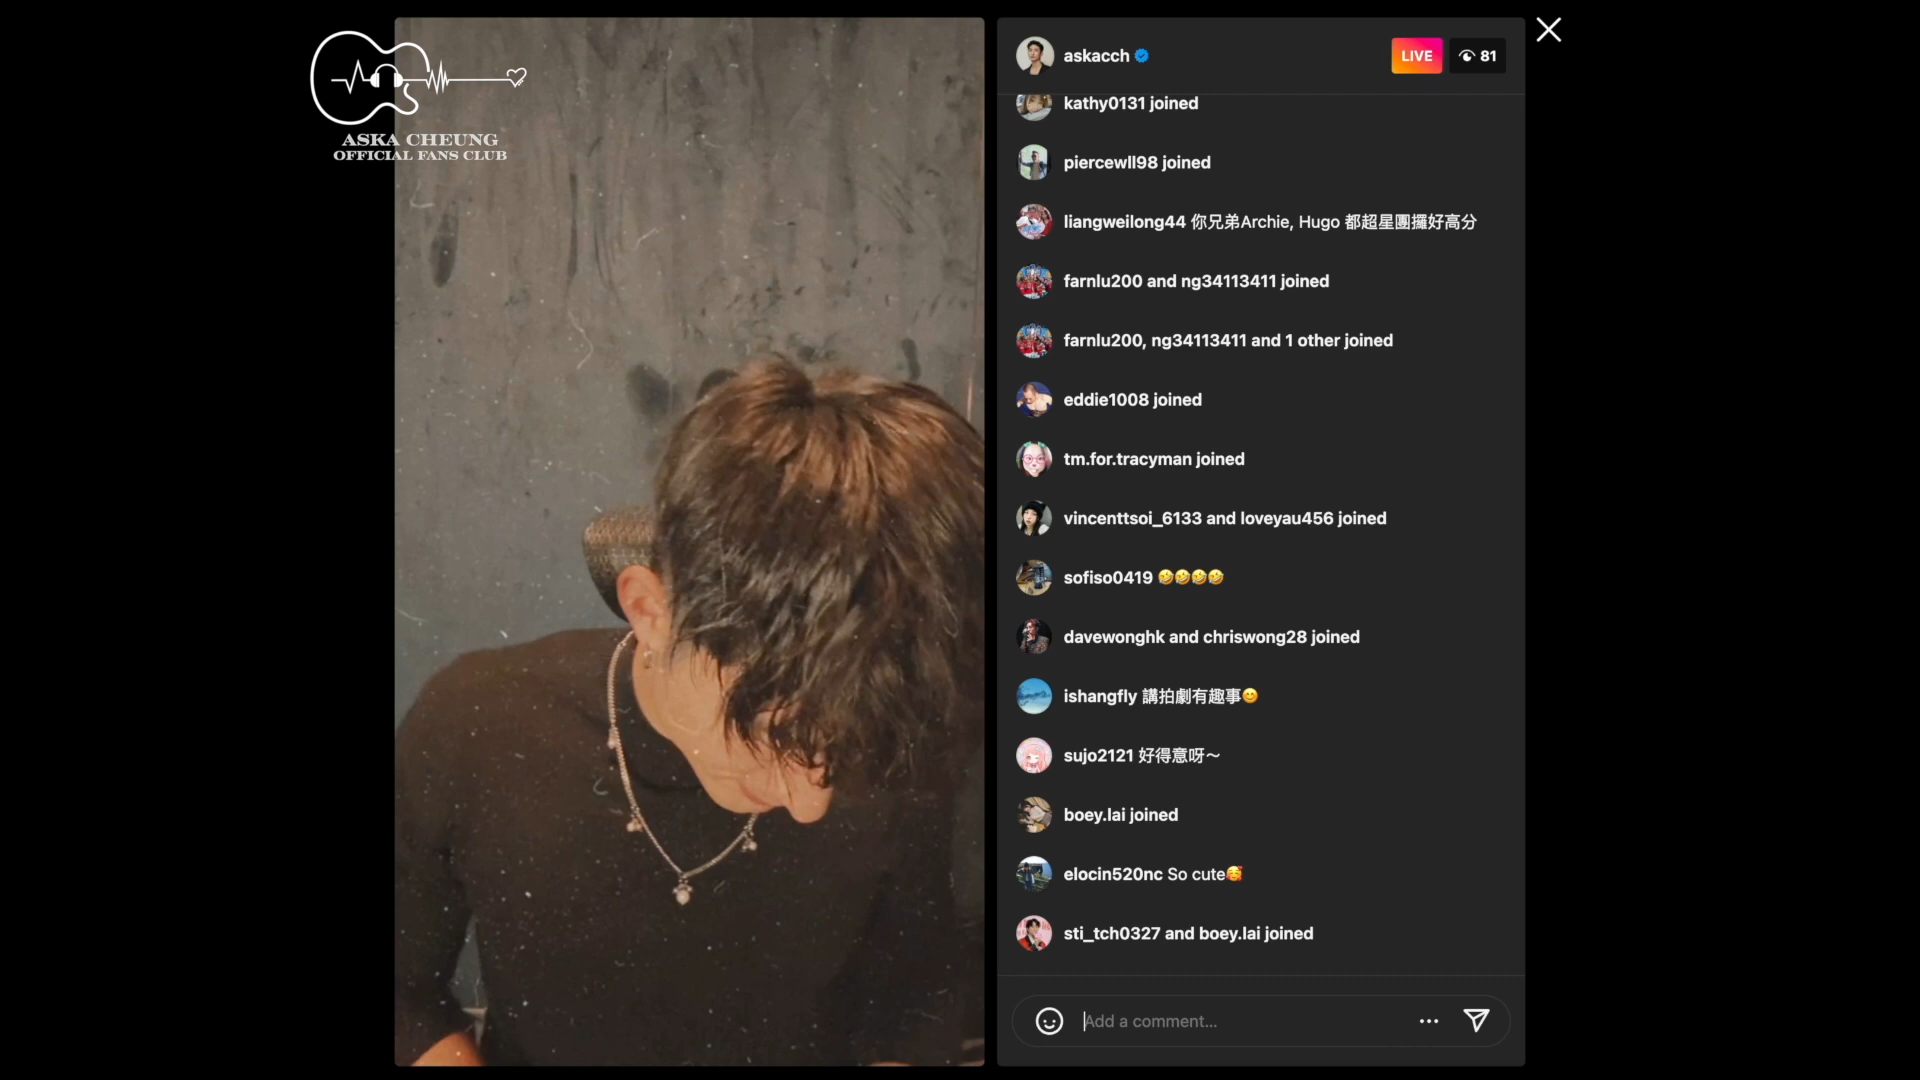 ASKA CHEUNG
OFFICIAL FANS CLUB
askacch
LIVE
81
kathy0131 joined
piercewll98 joined
liangweilong44 你兄弟Archie, Hugo 都超星團攞好高分
farnlu200 and ng34113411 joined
farnlu200, ng34113411 and 1 other joined
eddie1008 joined
tm.for.tracyman joined
vincenttsoi_6133 and loveyau456 joined
sofiso0419 🤣🤣🤣🤣
davewonghk and chriswong28 joined
ishangfly 講拍劇有趣事😊
sujo2121 好得意呀～
boey.lai joined
elocin520nc So cute🥰
sti_tch0327 and boey.lai joined
Add a comment...